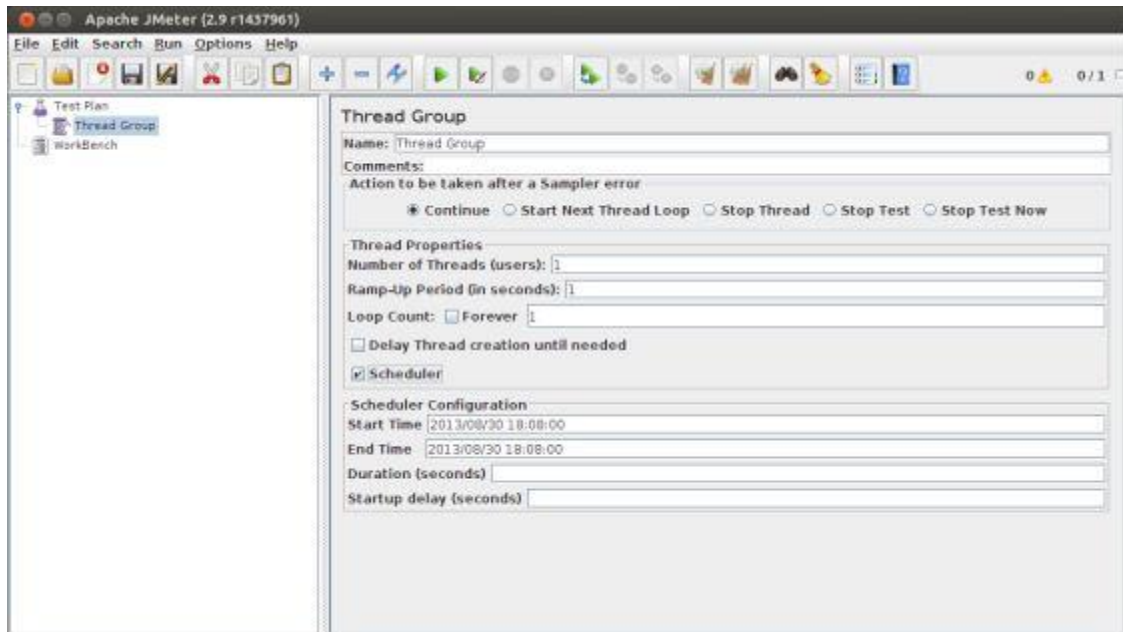 Apache JMeter (2.9 r1437961)
File Edit Search Run Options Help
0 0 / 1
Test Plan
Thread Group
WorkBench
Thread Group
Name: Thread Group
Comments:
Action to be taken after a Sampler error
Continue Start Next Thread Loop Stop Thread Stop Test Stop Test Now
Thread Properties
Number of Threads (users): 1
Ramp-Up Period (in seconds): 1
Loop Count: Forever 1
Delay Thread creation until needed
Scheduler
Scheduler Configuration
Start Time 2013/08/30 18:08:00
End Time 2013/08/30 18:08:00
Duration (seconds)
Startup delay (seconds)